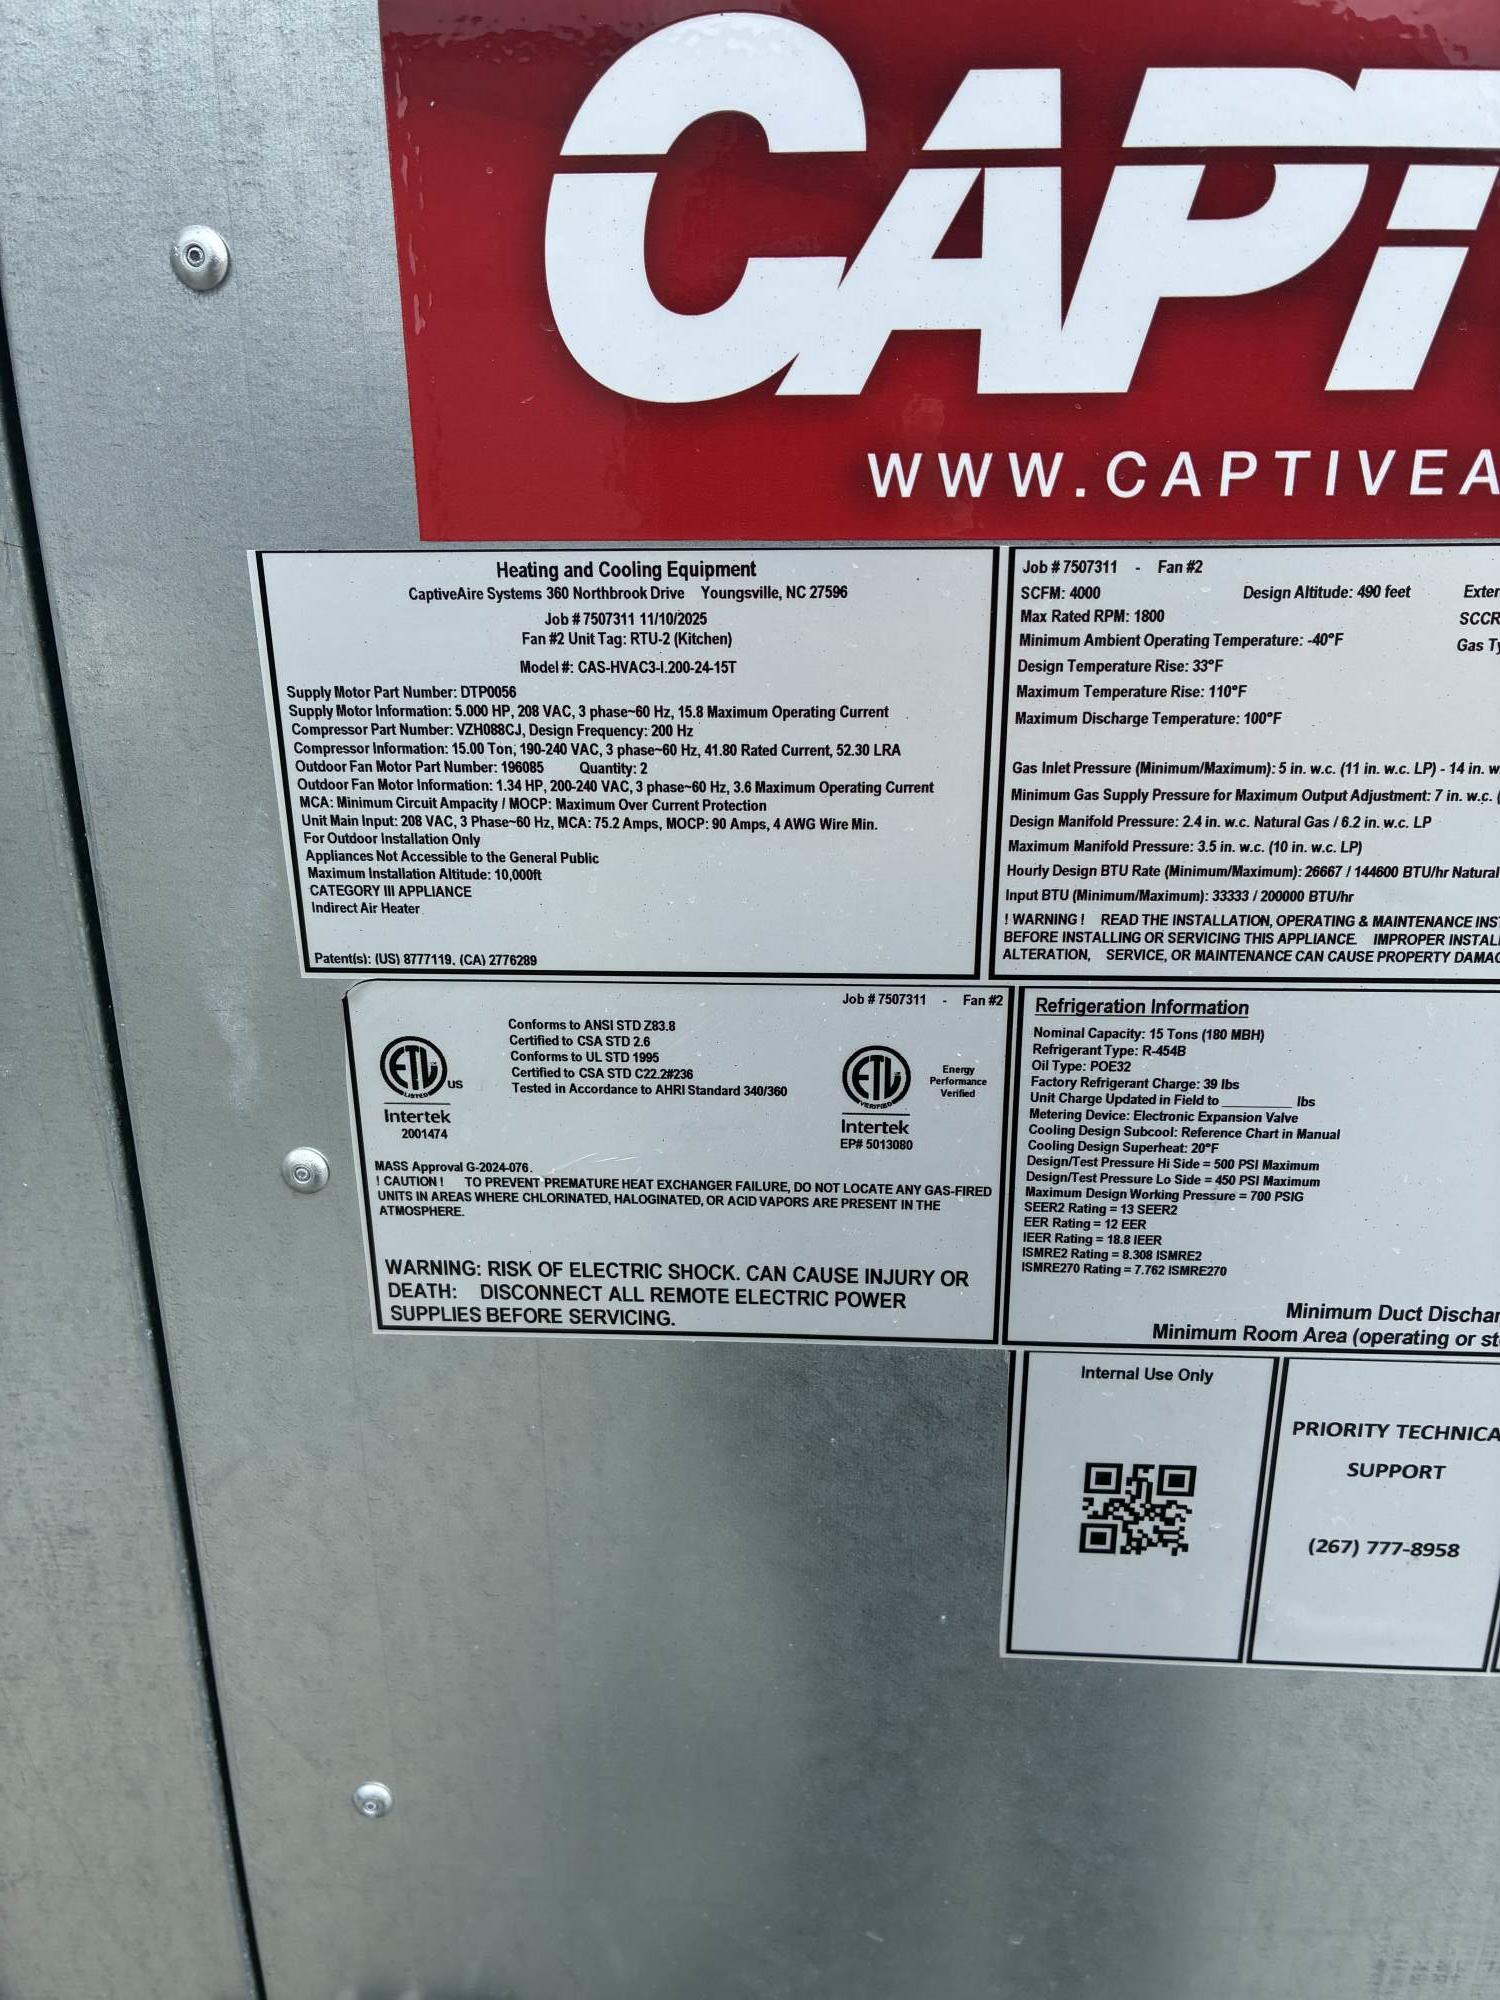 CAPTi
WWW.CAPTIVEA
Heating and Cooling Equipment
CaptiveAire Systems 360 Northbrook Drive Youngsville, NC 27596
Job # 7507311 11/10/2025
Fan #2 Unit Tag: RTU-2 (Kitchen)
Model #: CAS-HVAC3-I.200-24-15T
Supply Motor Part Number: DTP0056
Supply Motor Information: 5.000 HP, 208 VAC, 3 phase~60 Hz, 15.8 Maximum Operating Current
Compressor Part Number: VZH088CJ, Design Frequency: 200 Hz
Compressor Information: 15.00 Ton, 190-240 VAC, 3 phase~60 Hz, 41.80 Rated Current, 52.30 LRA
Outdoor Fan Motor Part Number: 196085 Quantity: 2
Outdoor Fan Motor Information: 1.34 HP, 200-240 VAC, 3 phase~60 Hz, 3.6 Maximum Operating Current
MCA: Minimum Circuit Ampacity / MOCP: Maximum Over Current Protection
Unit Main Input: 208 VAC, 3 Phase~60 Hz, MCA: 75.2 Amps, MOCP: 90 Amps, 4 AWG Wire Min.
For Outdoor Installation Only
Appliances Not Accessible to the General Public
Maximum Installation Altitude: 10,000ft
CATEGORY III APPLIANCE
Indirect Air Heater
Patent(s): (US) 8777119, (CA) 2776289
Job # 7507311 - Fan #2
SCFM: 4000 Design Altitude: 490 feet Exter
Max Rated RPM: 1800 SCCR
Minimum Ambient Operating Temperature: -40°F Gas Ty
Design Temperature Rise: 33°F
Maximum Temperature Rise: 110°F
Maximum Discharge Temperature: 100°F
Gas Inlet Pressure (Minimum/Maximum): 5 in. w.c. (11 in. w.c. LP) - 14 in. w
Minimum Gas Supply Pressure for Maximum Output Adjustment: 7 in. w.c. (
Design Manifold Pressure: 2.4 in. w.c. Natural Gas / 6.2 in. w.c. LP
Maximum Manifold Pressure: 3.5 in. w.c. (10 in. w.c. LP)
Hourly Design BTU Rate (Minimum/Maximum): 26667 / 144600 BTU/hr Natural
Input BTU (Minimum/Maximum): 33333 / 200000 BTU/hr
! WARNING ! READ THE INSTALLATION, OPERATING & MAINTENANCE INS
BEFORE INSTALLING OR SERVICING THIS APPLIANCE. IMPROPER INSTAL
ALTERATION, SERVICE, OR MAINTENANCE CAN CAUSE PROPERTY DAMAG
Job # 7507311 - Fan #2
Conforms to ANSI STD Z83.8
Certified to CSA STD 2.6
Conforms to UL STD 1995
Certified to CSA STD C22.2#236
Tested in Accordance to AHRI Standard 340/360
ETL LISTED US
Intertek
2001474
ETL VERIFIED
Energy
Performance
Verified
Intertek
EP# 5013080
MASS Approval G-2024-076.
! CAUTION ! TO PREVENT PREMATURE HEAT EXCHANGER FAILURE, DO NOT LOCATE ANY GAS-FIRED
UNITS IN AREAS WHERE CHLORINATED, HALOGINATED, OR ACID VAPORS ARE PRESENT IN THE
ATMOSPHERE.
WARNING: RISK OF ELECTRIC SHOCK. CAN CAUSE INJURY OR
DEATH: DISCONNECT ALL REMOTE ELECTRIC POWER
SUPPLIES BEFORE SERVICING.
Refrigeration Information
Nominal Capacity: 15 Tons (180 MBH)
Refrigerant Type: R-454B
Oil Type: POE32
Factory Refrigerant Charge: 39 lbs
Unit Charge Updated in Field to __________ lbs
Metering Device: Electronic Expansion Valve
Cooling Design Subcool: Reference Chart in Manual
Cooling Design Superheat: 20°F
Design/Test Pressure Hi Side = 500 PSI Maximum
Design/Test Pressure Lo Side = 450 PSI Maximum
Maximum Design Working Pressure = 700 PSIG
SEER2 Rating = 13 SEER2
EER Rating = 12 EER
IEER Rating = 18.8 IEER
ISMRE2 Rating = 8.308 ISMRE2
ISMRE270 Rating = 7.762 ISMRE270
Minimum Duct Dischar
Minimum Room Area (operating or st
Internal Use Only
PRIORITY TECHNICA
SUPPORT
(267) 777-8958